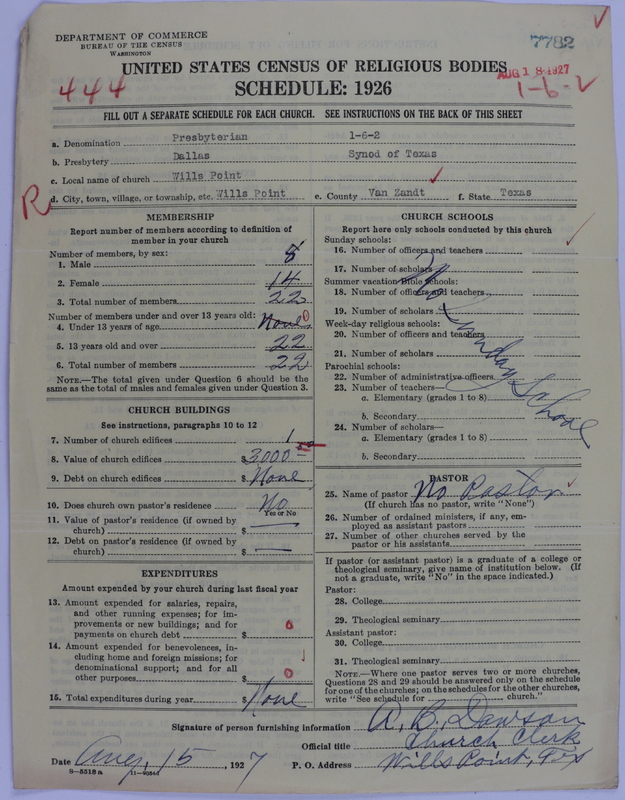 DEPARTMENT OF COMMERCE
BUREAU OF THE CENSUS
WASHINGTON
7782
UNITED STATES CENSUS OF RELIGIOUS BODIES
AUG 18 1927
444
SCHEDULE: 1926
1-6-2
FILL OUT A SEPARATE SCHEDULE FOR EACH CHURCH. SEE INSTRUCTIONS ON THE BACK OF THIS SHEET
a. Denomination Presbyterian 1-6-2
b. Presbytery Dallas Synod of Texas
c. Local name of church Wills Point
R
d. City, town, village, or township, etc. Wills Point e. County Van Zandt f. State Texas
MEMBERSHIP
Report number of members according to definition of
member in your church
Number of members, by sex:
1. Male 8
2. Female 14
3. Total number of members 22
Number of members under and over 13 years old:
4. Under 13 years of age None 0
5. 13 years old and over 22
6. Total number of members 22
NOTE.—The total given under Question 6 should be the
same as the total of males and females given under Question 3.
CHURCH BUILDINGS
See instructions, paragraphs 10 to 12
7. Number of church edifices 1
8. Value of church edifices $ 3000
9. Debt on church edifices $ None
10. Does church own pastor's residence No
Yes or No
11. Value of pastor's residence (if owned by
church) $ —
12. Debt on pastor's residence (if owned by
church) $ —
EXPENDITURES
Amount expended by your church during last fiscal year
13. Amount expended for salaries, repairs,
and other running expenses; for im-
provements or new buildings; and for
payments on church debt $ 0
14. Amount expended for benevolences, in-
cluding home and foreign missions; for
denominational support; and for all
other purposes $ 0
15. Total expenditures during year $ None
CHURCH SCHOOLS
Report here only schools conducted by this church
Sunday schools:
16. Number of officers and teachers
17. Number of scholars
Summer vacation Bible schools:
18. Number of officers and teachers
19. Number of scholars
Week-day religious schools:
20. Number of officers and teachers
21. Number of scholars
Parochial schools:
22. Number of administrative officers
23. Number of teachers—
a. Elementary (grades 1 to 8)
b. Secondary
24. Number of scholars—
a. Elementary (grades 1 to 8)
b. Secondary
No Sunday School
PASTOR
25. Name of pastor No Pastor
(If church has no pastor, write "None")
26. Number of ordained ministers, if any, em-
ployed as assistant pastors
27. Number of other churches served by the
pastor or his assistants
If pastor (or assistant pastor) is a graduate of a college or
theological seminary, give name of institution below. (If
not a graduate, write "No" in the space indicated.)
Pastor:
28. College
29. Theological seminary
Assistant pastor:
30. College
31. Theological seminary
NOTE.—Where one pastor serves two or more churches,
Questions 28 and 29 should be answered only on the schedule
for one of the churches; on the schedules for the other churches,
write "See schedule for church."
Signature of person furnishing information A. B. Dawson
Official title Church Clerk
Date Aug, 15, 1927 P. O. Address Wills Point, Tex
8—5518 a